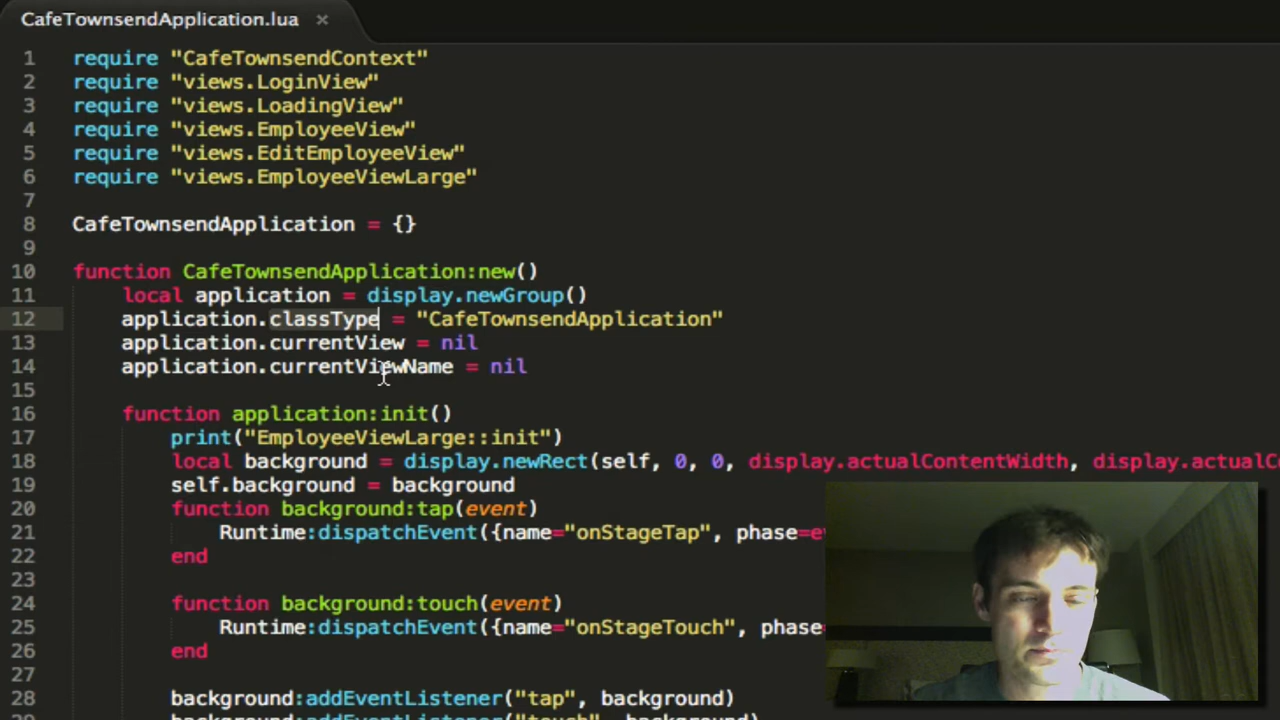 CafeTownsendApplication.lua ×
1 require "CafeTownsendContext"
2 require "views.LoginView"
3 require "views.LoadingView"
4 require "views.EmployeeView"
5 require "views.EditEmployeeView"
6 require "views.EmployeeViewLarge"
7
8 CafeTownsendApplication = {}
9
10 function CafeTownsendApplication:new()
11 local application = display.newGroup()
12 application.classType = "CafeTownsendApplication"
13 application.currentView = nil
14 application.currentViewName = nil
15
16 function application:init()
17 print("EmployeeViewLarge::init")
18 local background = display.newRect(self, 0, 0, display.actualContentWidth, display.actualC
19 self.background = background
20 function background:tap(event)
21 Runtime:dispatchEvent({name="onStageTap", phase=ev
22 end
23
24 function background:touch(event)
25 Runtime:dispatchEvent({name="onStageTouch", phase=
26 end
27
28 background:addEventListener("tap", background)
background:addEventListener("touch", background)